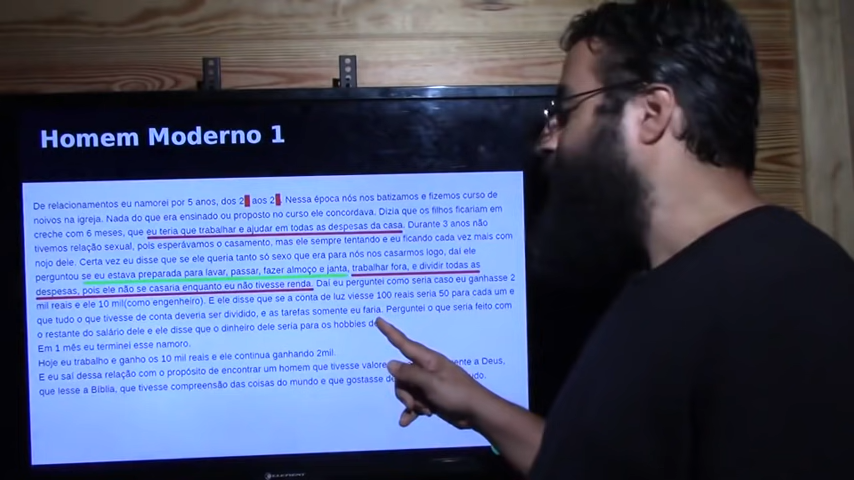 Homem Moderno 1
De relacionamentos eu namorei por 5 anos, dos 2 aos 2 . Nessa época nós nos batizamos e fizemos curso de
noivos na igreja. Nada do que era ensinado ou proposto no curso ele concordava. Dizia que os filhos ficariam em
creche com 6 meses, que eu teria que trabalhar e ajudar em todas as despesas da casa. Durante 3 anos não
tivemos relação sexual, pois esperávamos o casamento, mas ele sempre tentando e eu ficando cada vez mais com
nojo dele. Certa vez eu disse que se ele queria tanto só sexo que era para nós nos casarmos logo, daí ele
perguntou se eu estava preparada para lavar, passar, fazer almoço e janta, trabalhar fora, e dividir todas as
despesas, pois ele não se casaria enquanto eu não tivesse renda. Daí eu perguntei como seria caso eu ganhasse 2
mil reais e ele 10 mil(como engenheiro). E ele disse que se a conta de luz viesse 100 reais seria 50 para cada um e
que tudo o que tivesse de conta deveria ser dividido, e as tarefas somente eu faria. Perguntei o que seria feito com
o restante do salário dele e ele disse que o dinheiro dele seria para os hobbies
Em 1 mês eu terminei esse namoro.
Hoje eu trabalho e ganho os 10 mil reais e ele continua ganhando 2mil.
E eu saí dessa relação com o propósito de encontrar um homem que tivesse a Deus,
que lesse a Bíblia, que tivesse compreensão das coisas do mundo e que gostasse